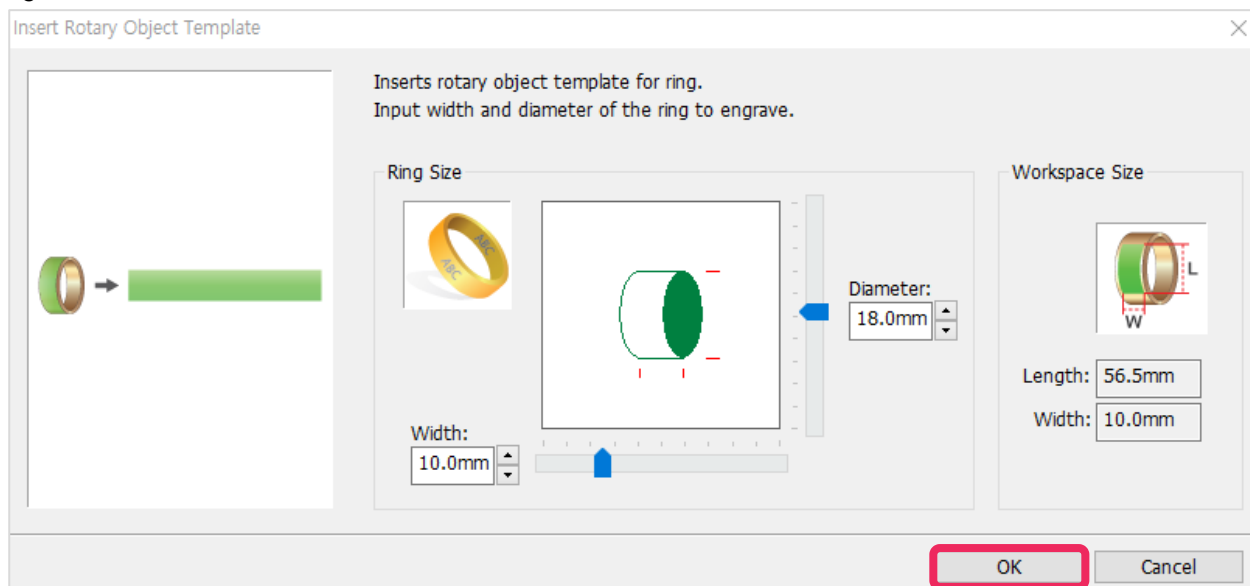 Insert Rotary Object Template
Inserts rotary object template for ring.
Input width and diameter of the ring to engrave.
Ring Size
ABC
ABC
Diameter:
18.0mm
Width:
10.0mm
Workspace Size
L
W
Length: 56.5mm
Width: 10.0mm
OK
Cancel